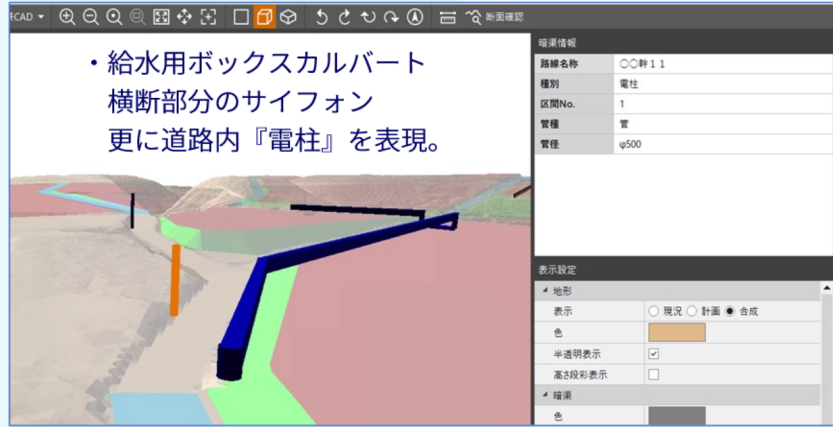 CAD
断面確認
・給水用ボックスカルバート
横断部分のサイフォン
更に道路内『電柱』を表現。
暗渠情報
路線名称 〇〇幹11
種別 電柱
区間No. 1
管種 管
管径 φ500
表示設定
地形
表示 現況 計画 合成
色
半透明表示
高さ段彩表示
暗渠
色